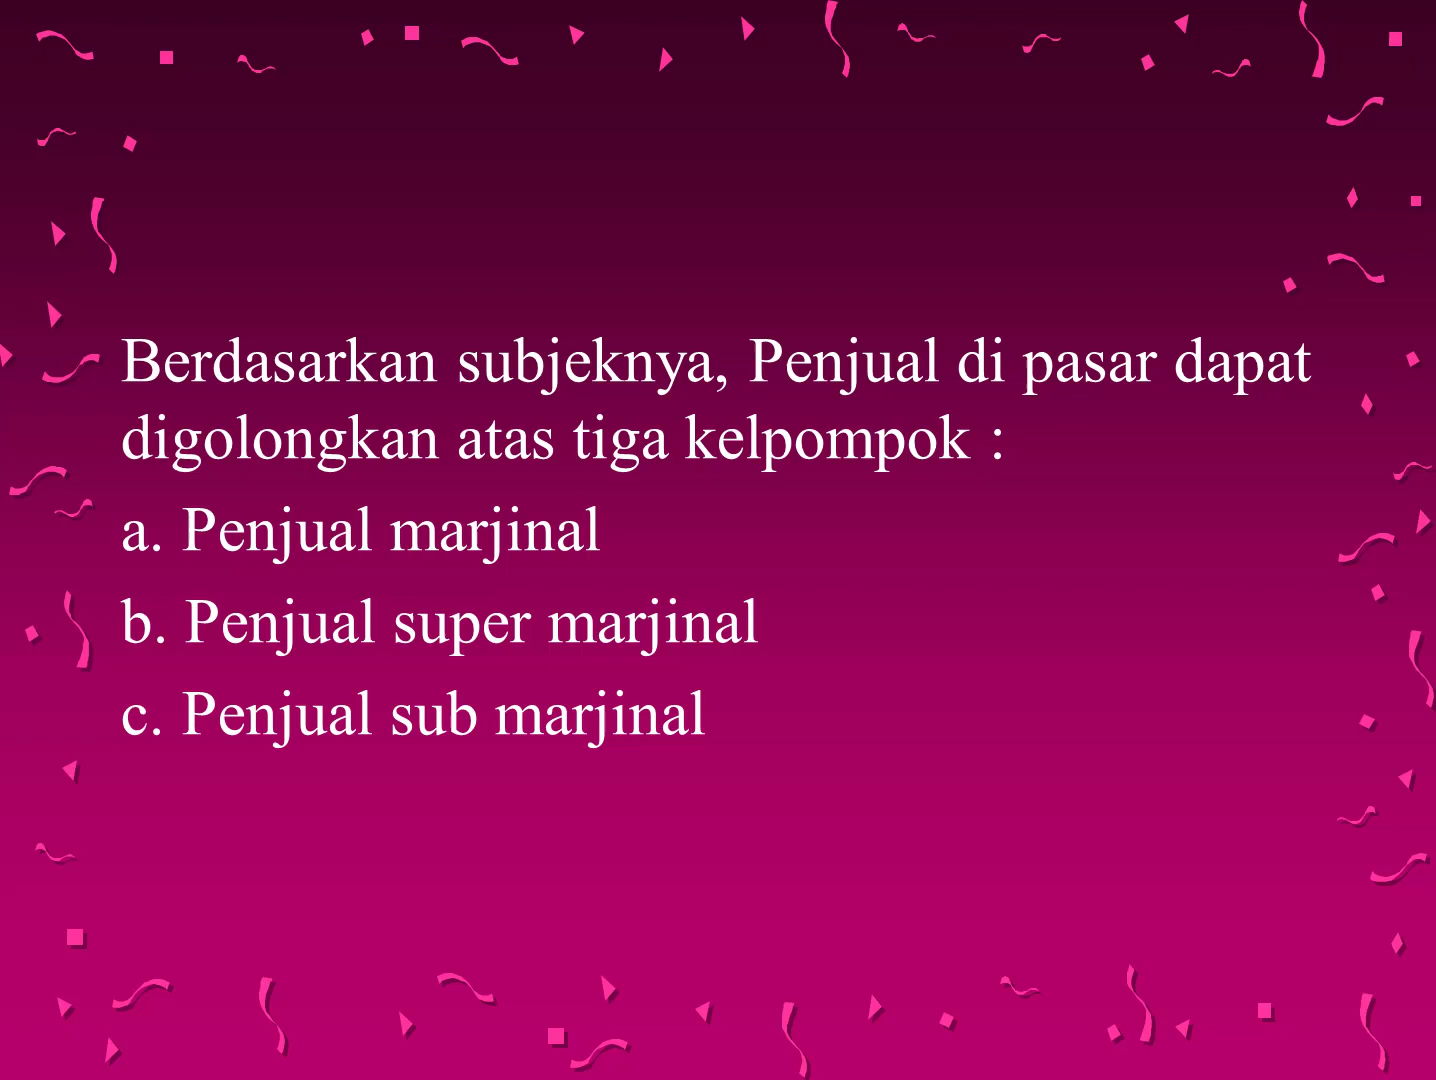 Berdasarkan subjeknya, Penjual di pasar dapat
digolongkan atas tiga kelpompok :
a. Penjual marjinal
b. Penjual super marjinal
c. Penjual sub marjinal